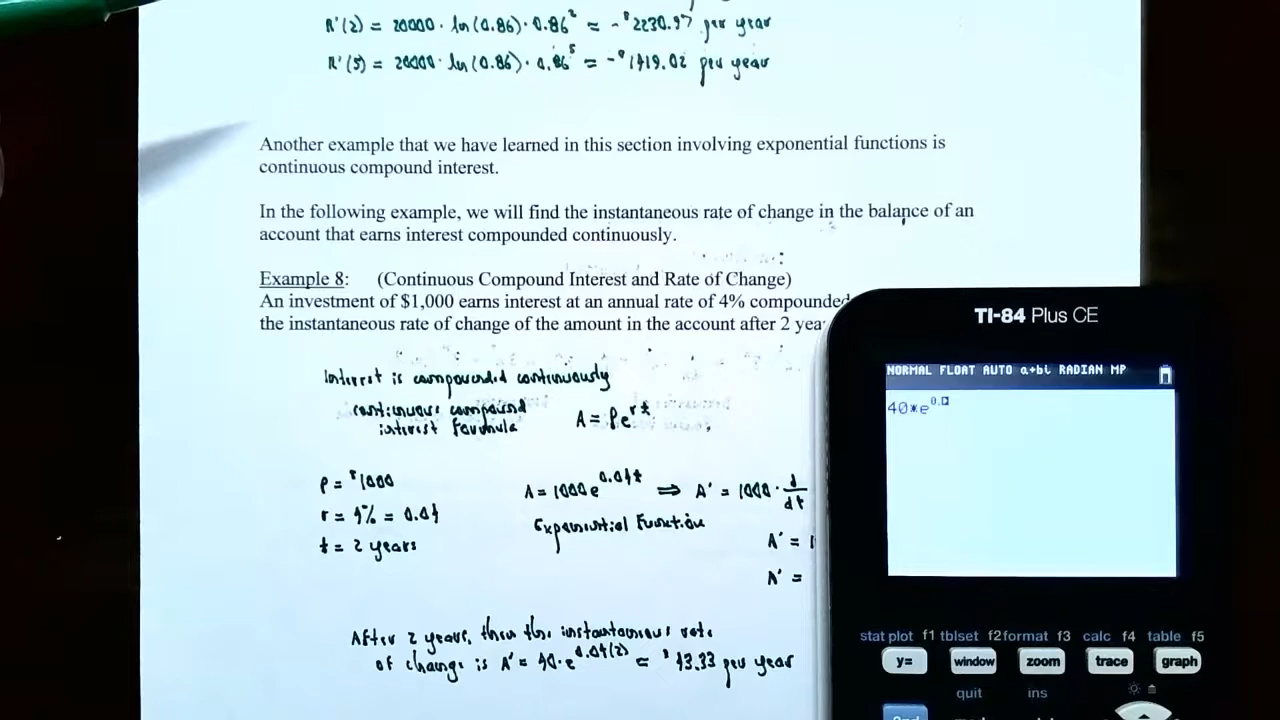 R'(2) = 20000 · ln(0.86) · 0.86² ≈ -$2230.97 per year
R'(5) = 20000 · ln(0.86) · 0.86⁵ ≈ -$1419.02 per year
Another example that we have learned in this section involving exponential functions is
continuous compound interest.
In the following example, we will find the instantaneous rate of change in the balance of an
account that earns interest compounded continuously.
Example 8: (Continuous Compound Interest and Rate of Change)
An investment of $1,000 earns interest at an annual rate of 4% compounded
the instantaneous rate of change of the amount in the account after 2
Interest is compounded continuously
continuous compound
interest formula A = Pe^rt
P = $1000
r = 4% = 0.04
t = 2 years
A = 1000e^0.04t ⟹ A' = 1000 · d/dt
Exponential Function
A' = 1
A' =
After 2 years, then the instantaneous rate
of change is A' = 40 · e^0.04(2) ≈ $43.33 per year
TI-84 Plus CE
NORMAL FLOAT AUTO a+bi RADIAN MP
40*e^0.0
stat plot f1 tblset f2 format f3 calc f4 table f5
y= window zoom trace graph
quit ins
2nd